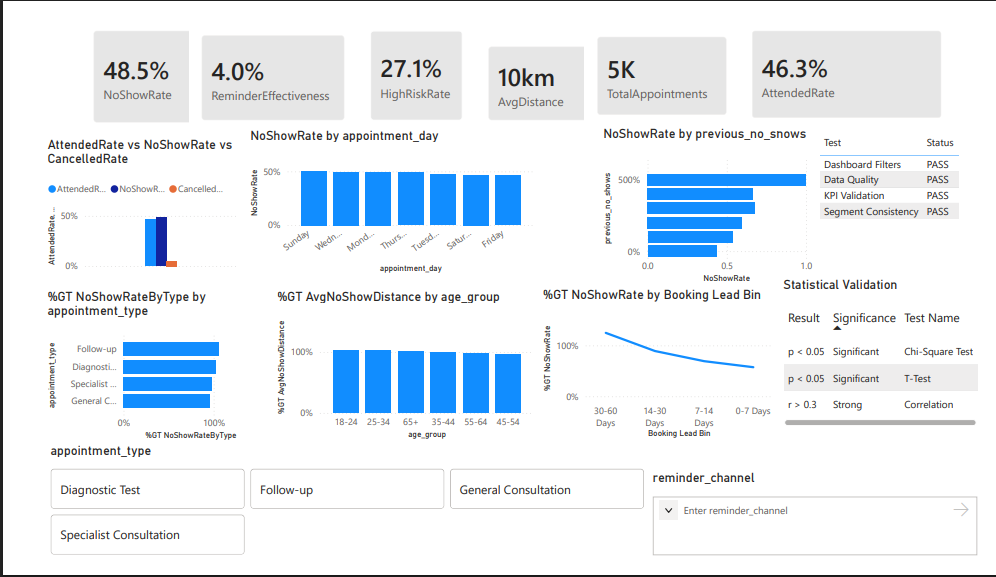 48.5%
NoShowRate
4.0%
ReminderEffectiveness
27.1%
HighRiskRate
10km
AvgDistance
5K
TotalAppointments
46.3%
AttendedRate
AttendedRate vs NoShowRate vs
CancelledRate
AttendedR... NoShowR... Cancelled...
AttendedRate, ...
50%
0%
NoShowRate by appointment_day
NoShowRate
50%
0%
Sunday Wedn... Mond... Thurs... Tuesd... Satur... Friday
appointment_day
NoShowRate by previous_no_shows
previous_no_shows
500%
0%
0.0 0.5 1.0
NoShowRate
Test Status
Dashboard Filters PASS
Data Quality PASS
KPI Validation PASS
Segment Consistency PASS
%GT NoShowRateByType by
appointment_type
appointment_type
Follow-up
Diagnosti...
Specialist ...
General C...
0% 100%
%GT NoShowRateByType
%GT AvgNoShowDistance by age_group
%GT AvgNoShowDistance
100%
0%
18-24 25-34 65+ 35-44 55-64 45-54
age_group
%GT NoShowRate by Booking Lead Bin
%GT NoShowRate
100%
0%
30-60 14-30 7-14 0-7 Days
Days Days Days
Booking Lead Bin
Statistical Validation
Result Significance Test Name
p < 0.05 Significant Chi-Square Test
p < 0.05 Significant T-Test
r > 0.3 Strong Correlation
appointment_type
Diagnostic Test
Follow-up
General Consultation
Specialist Consultation
reminder_channel
Enter reminder_channel